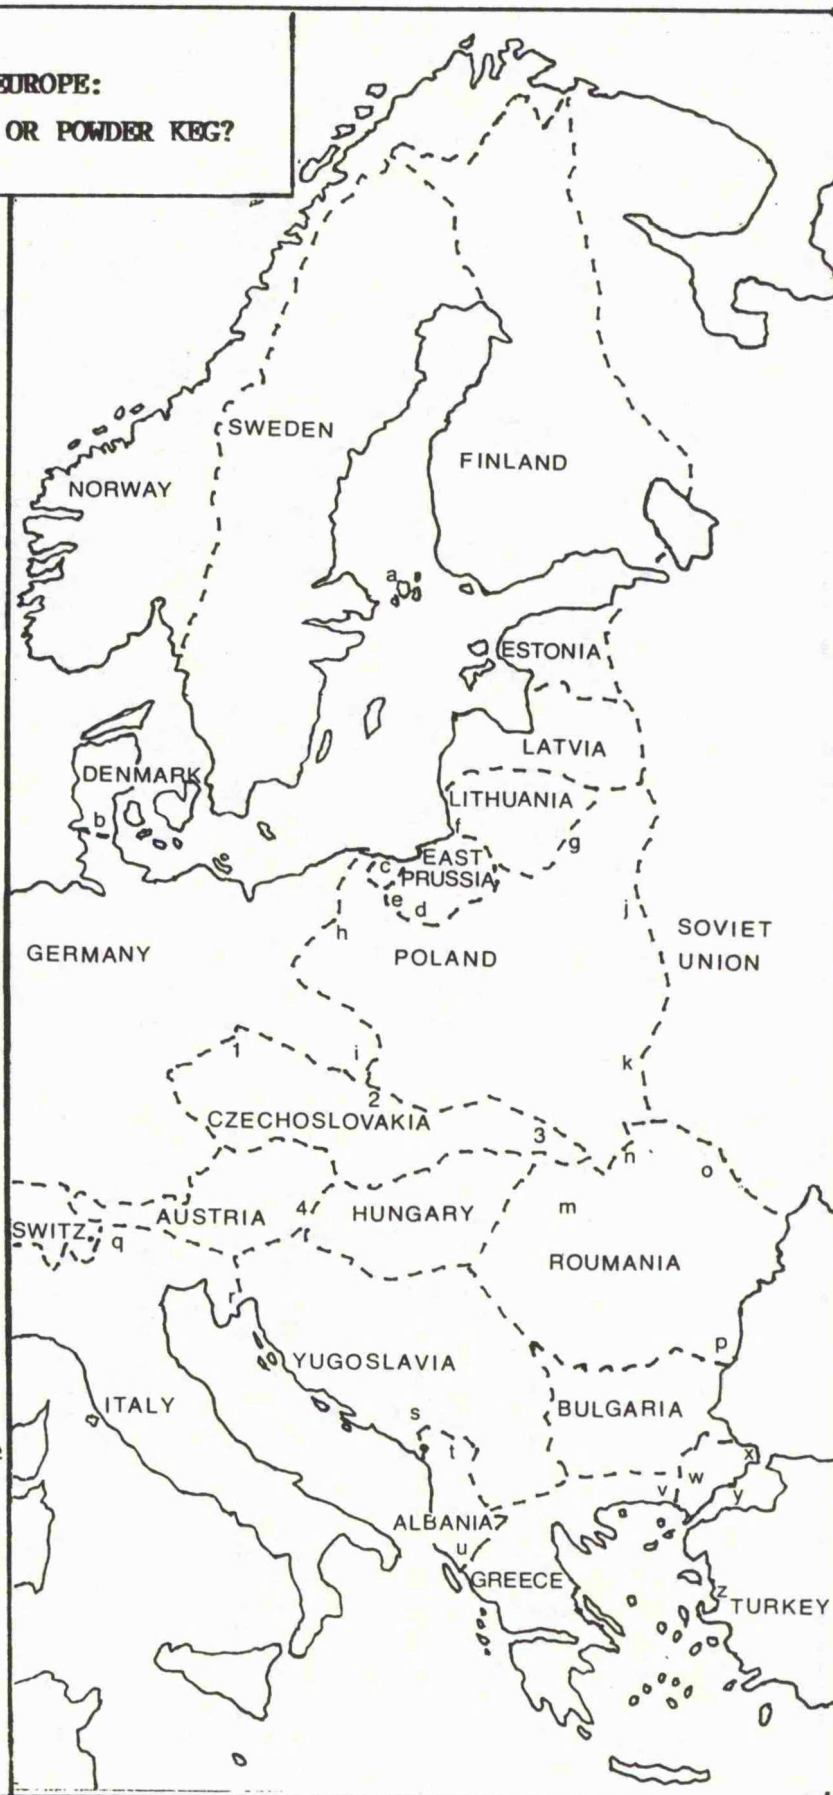 EUROPE:
OR POWDER KEG?
SWEDEN
FINLAND
NORWAY
a
ESTONIA
LATVIA
DENMARK
LITHUANIA
b
f
g
EAST
PRUSSIA
c
e
d
j
h
SOVIET
UNION
GERMANY
POLAND
1
i
k
2
CZECHOSLOVAKIA
3
n
o
m
4
AUSTRIA
HUNGARY
SWITZ.
q
ROUMANIA
r
p
YUGOSLAVIA
ITALY
BULGARIA
s
t
x
w
v
y
ALBANIA
u
GREECE
z
TURKEY